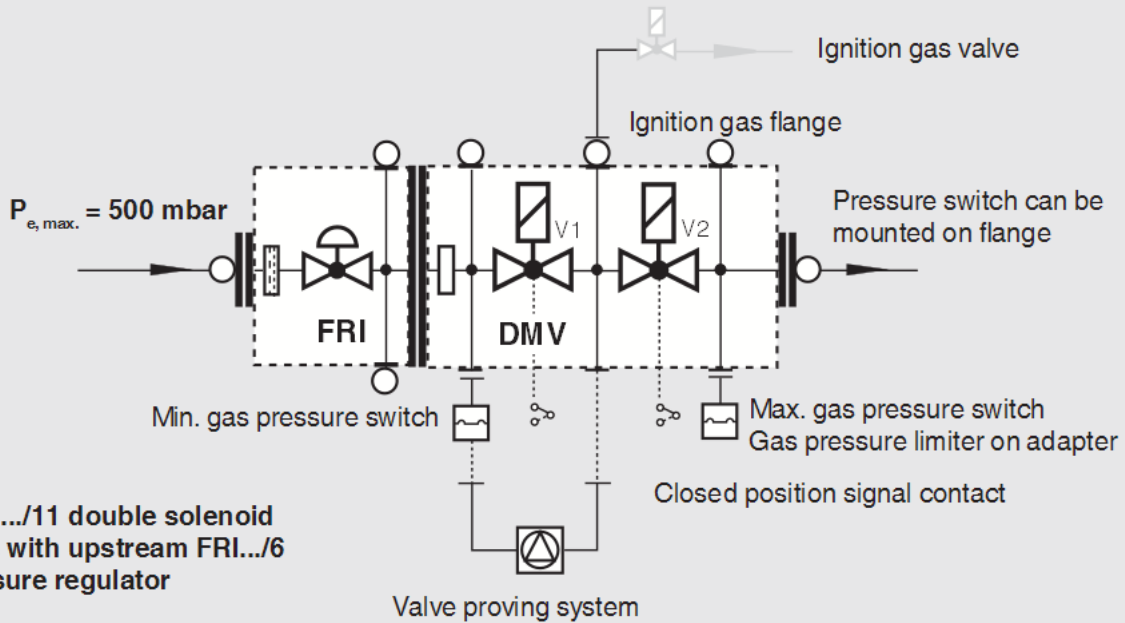 Ignition gas valve
Ignition gas flange
P e, max. = 500 mbar
Pressure switch can be
mounted on flange
V1
V2
FRI
DMV
Min. gas pressure switch
Max. gas pressure switch
Gas pressure limiter on adapter
Closed position signal contact
.../11 double solenoid
with upstream FRI.../6
sure regulator
Valve proving system